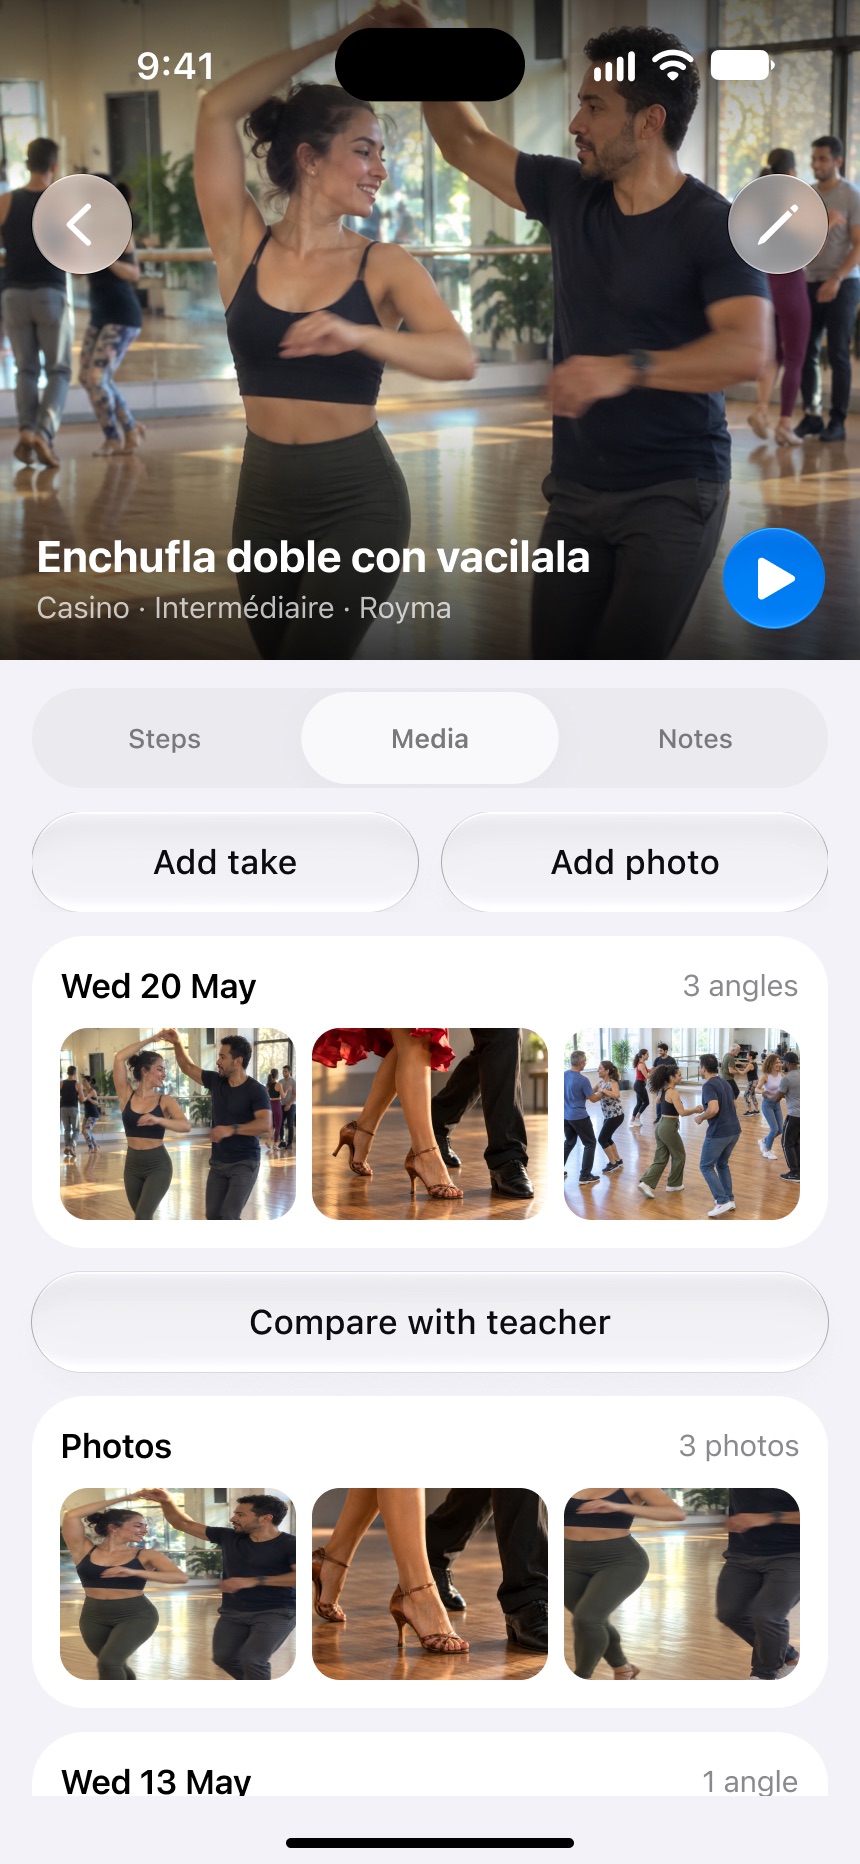 9:41
Enchufla doble con vacilala
Casino · Intermédiaire · Royma
Steps
Media
Notes
Add take
Add photo
Wed 20 May
3 angles
Compare with teacher
Photos
3 photos
Wed 13 May
1 angle